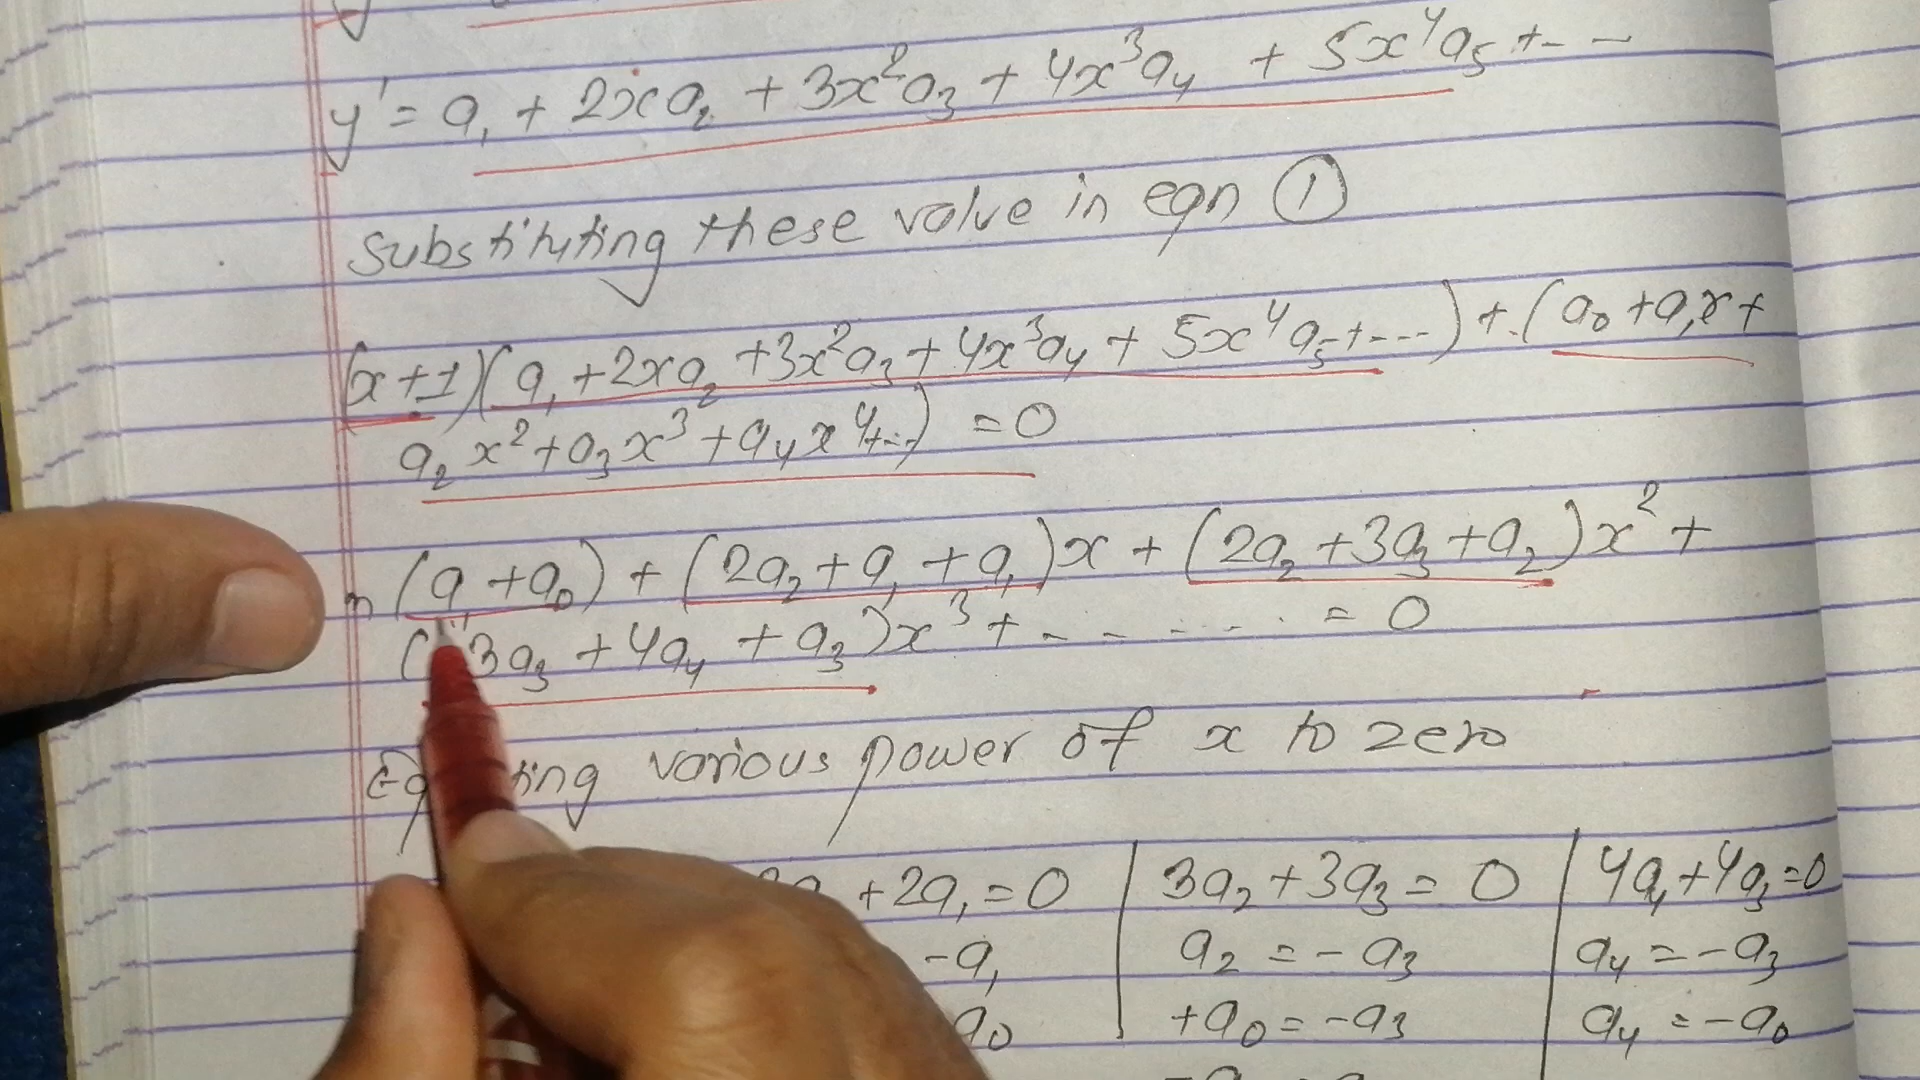 y' = a₁ + 2xa₂ + 3x²a₃ + 4x³a₄ + 5x⁴a₅ +--
Substituting these value in eqn ①
(x+1)(a₁ + 2xa₂ + 3x²a₃ + 4x³a₄ + 5x⁴a₅+---) + (a₀ + a₁x +
a₂x² + a₃x³ + a₄x⁴+--) = 0
(a₁ + a₀) + (2a₂ + a₁ + a₁)x + (2a₂ + 3a₃ + a₂)x² +
(3a₃ + 4a₄ + a₃)x³ + ------ = 0
various power of x to zero
+ 2a₁ = 0 | 3a₂ + 3a₃ = 0 | 4a₄ + 4a₃ = 0
-a₁ | a₂ = -a₃ | a₄ = -a₃
a₀ | +a₀ = -a₃ | a₄ = -a₀